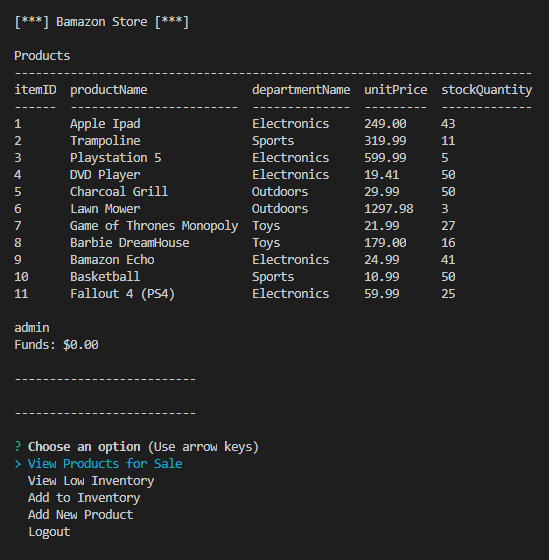 [***] Bamazon Store [***]
Products
--------------------------------------------------------------------------
itemID  productName               departmentName  unitPrice  stockQuantity
------  ------------------------  --------------  ---------  -------------
1       Apple Ipad                Electronics     249.00     43
2       Trampoline                Sports          319.99     11
3       Playstation 5             Electronics     599.99     5
4       DVD Player                Electronics     19.41      50
5       Charcoal Grill            Outdoors        29.99      50
6       Lawn Mower                Outdoors        1297.98    3
7       Game of Thrones Monopoly  Toys            21.99      27
8       Barbie DreamHouse         Toys            179.00     16
9       Bamazon Echo              Electronics     24.99      41
10      Basketball                Sports          10.99      50
11      Fallout 4 (PS4)           Electronics     59.99      25
admin
Funds: $0.00
--------------------------
--------------------------
? Choose an option (Use arrow keys)
> View Products for Sale
  View Low Inventory
  Add to Inventory
  Add New Product
  Logout